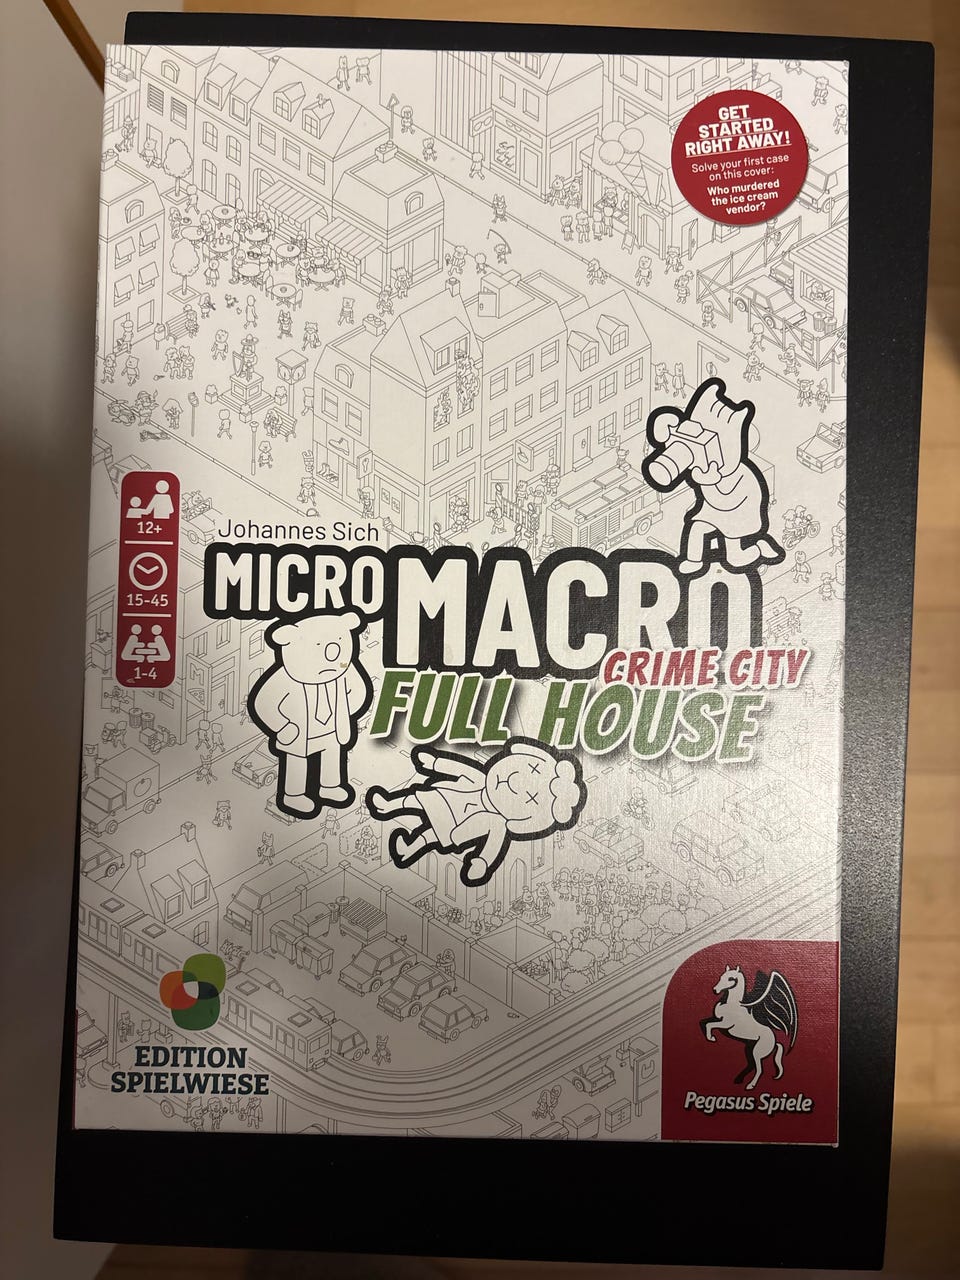 GET
STARTED
RIGHT AWAY!
Solve your first case
on this cover:
Who murdered
the ice cream
vendor?
12+
15-45
1-4
Johannes Sich
MICRO MACRO
CRIME CITY
FULL HOUSE
EDITION
SPIELWIESE
Pegasus Spiele